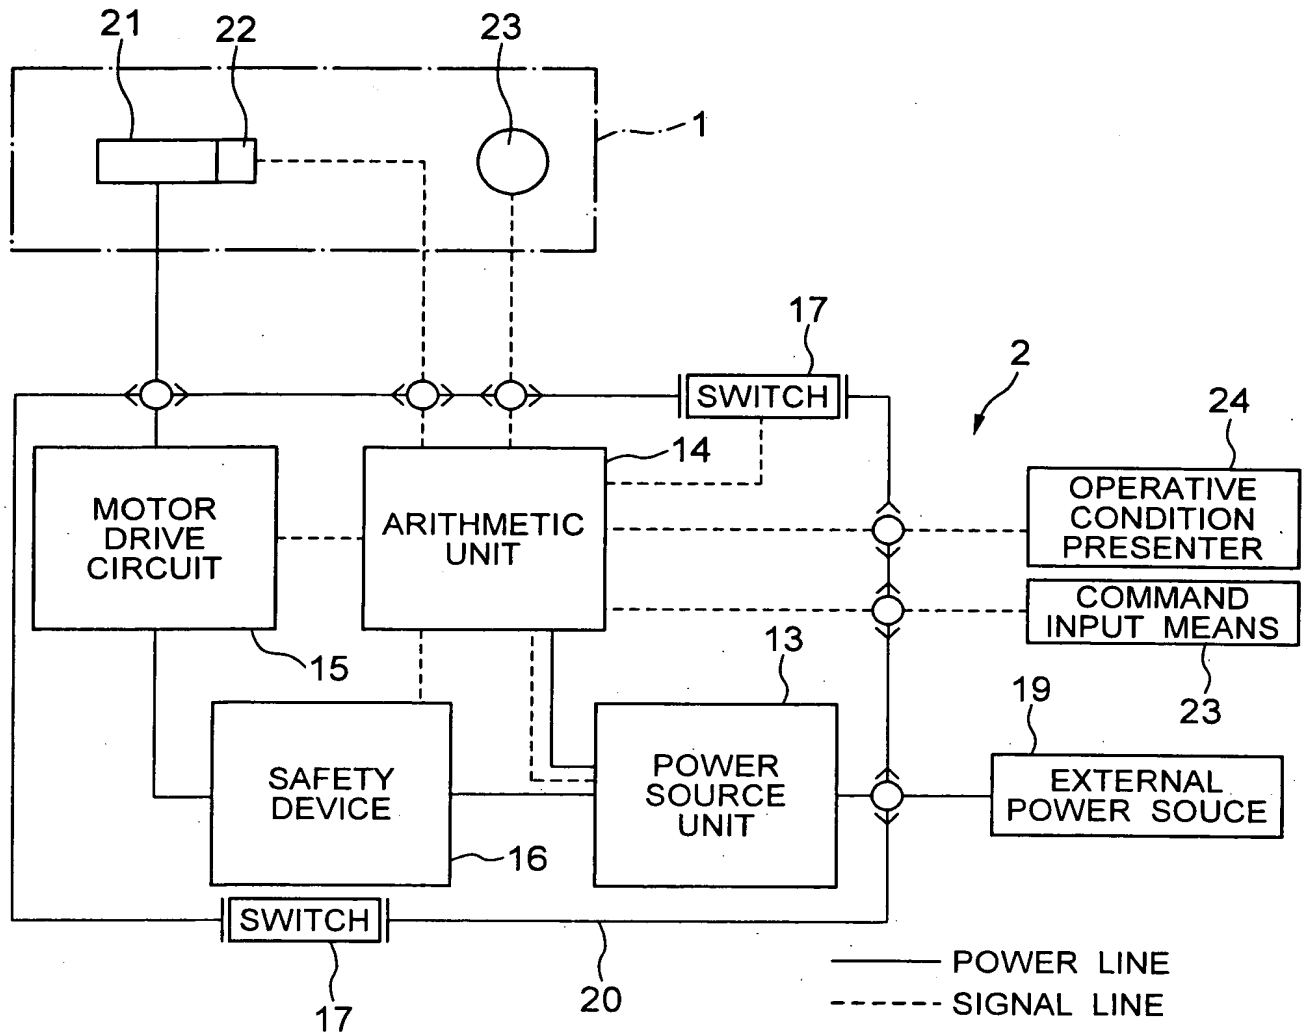 21
22
23
1
17
SWITCH
2
24
14
OPERATIVE
CONDITION
PRESENTER
MOTOR
DRIVE
CIRCUIT
ARITHMETIC
UNIT
COMMAND
INPUT MEANS
15
13
23
19
SAFETY
DEVICE
POWER
SOURCE
UNIT
EXTERNAL
POWER SOUCE
16
SWITCH
17
20
POWER LINE
SIGNAL LINE